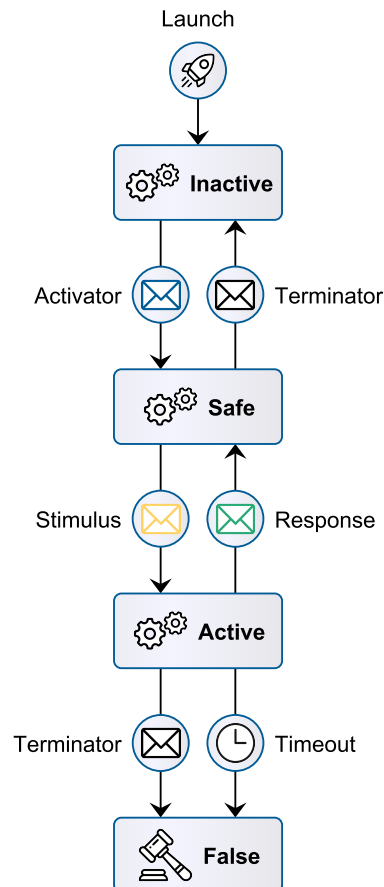 Launch
Inactive
Activator
Terminator
Safe
Stimulus
Response
Active
Terminator
Timeout
False